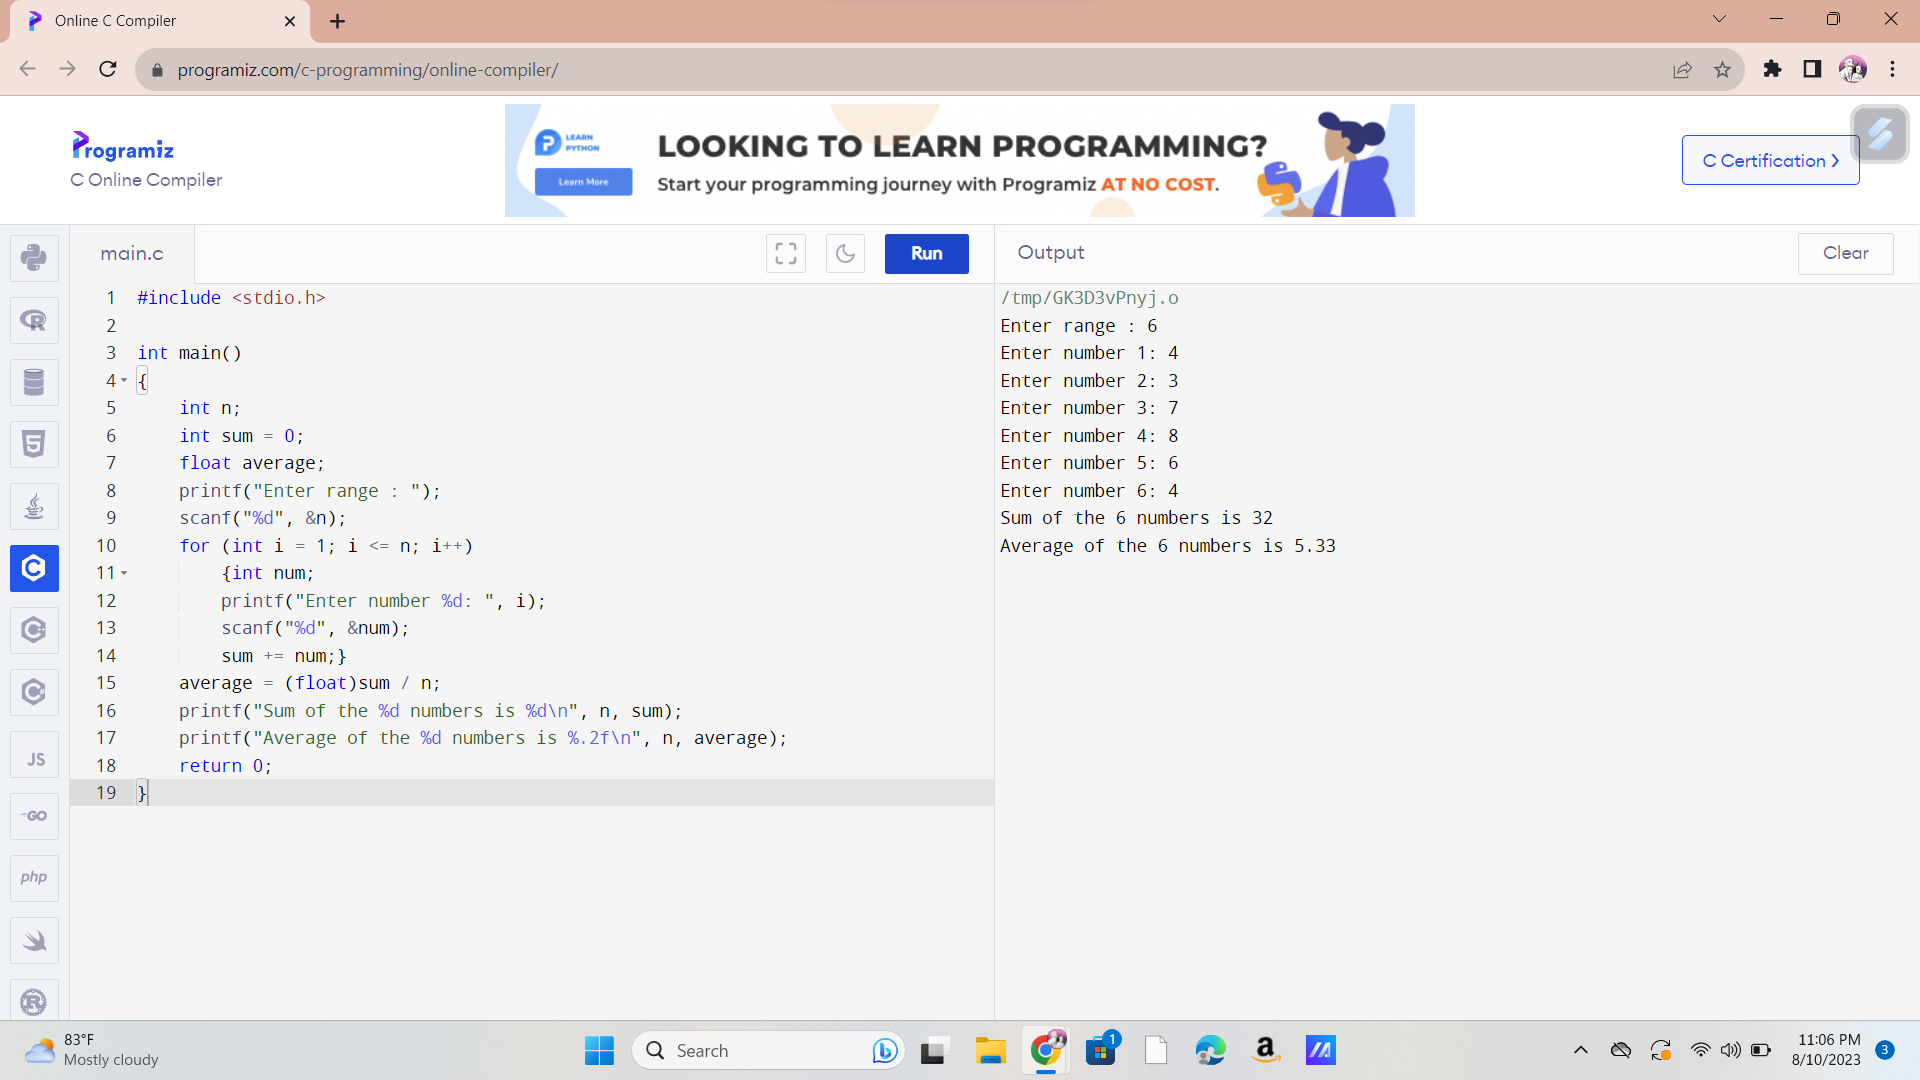 Online C Compiler
programiz.com/c-programming/online-compiler/
Programiz
C Online Compiler
LEARN PYTHON
Learn More
LOOKING TO LEARN PROGRAMMING?
Start your programming journey with Programiz AT NO COST.
C Certification >
main.c
Run
Output
Clear
1 #include <stdio.h>
2
3 int main()
4 {
5     int n;
6     int sum = 0;
7     float average;
8     printf("Enter range : ");
9     scanf("%d", &n);
10     for (int i = 1; i <= n; i++)
11         {int num;
12         printf("Enter number %d: ", i);
13         scanf("%d", &num);
14         sum += num;}
15     average = (float)sum / n;
16     printf("Sum of the %d numbers is %d\n", n, sum);
17     printf("Average of the %d numbers is %.2f\n", n, average);
18     return 0;
19 }
/tmp/GK3D3vPnyj.o
Enter range : 6
Enter number 1: 4
Enter number 2: 3
Enter number 3: 7
Enter number 4: 8
Enter number 5: 6
Enter number 6: 4
Sum of the 6 numbers is 32
Average of the 6 numbers is 5.33
R
5
C
C
C
JS
GO
php
R
83°F
Mostly cloudy
Search
1
a
11:06 PM
8/10/2023
3